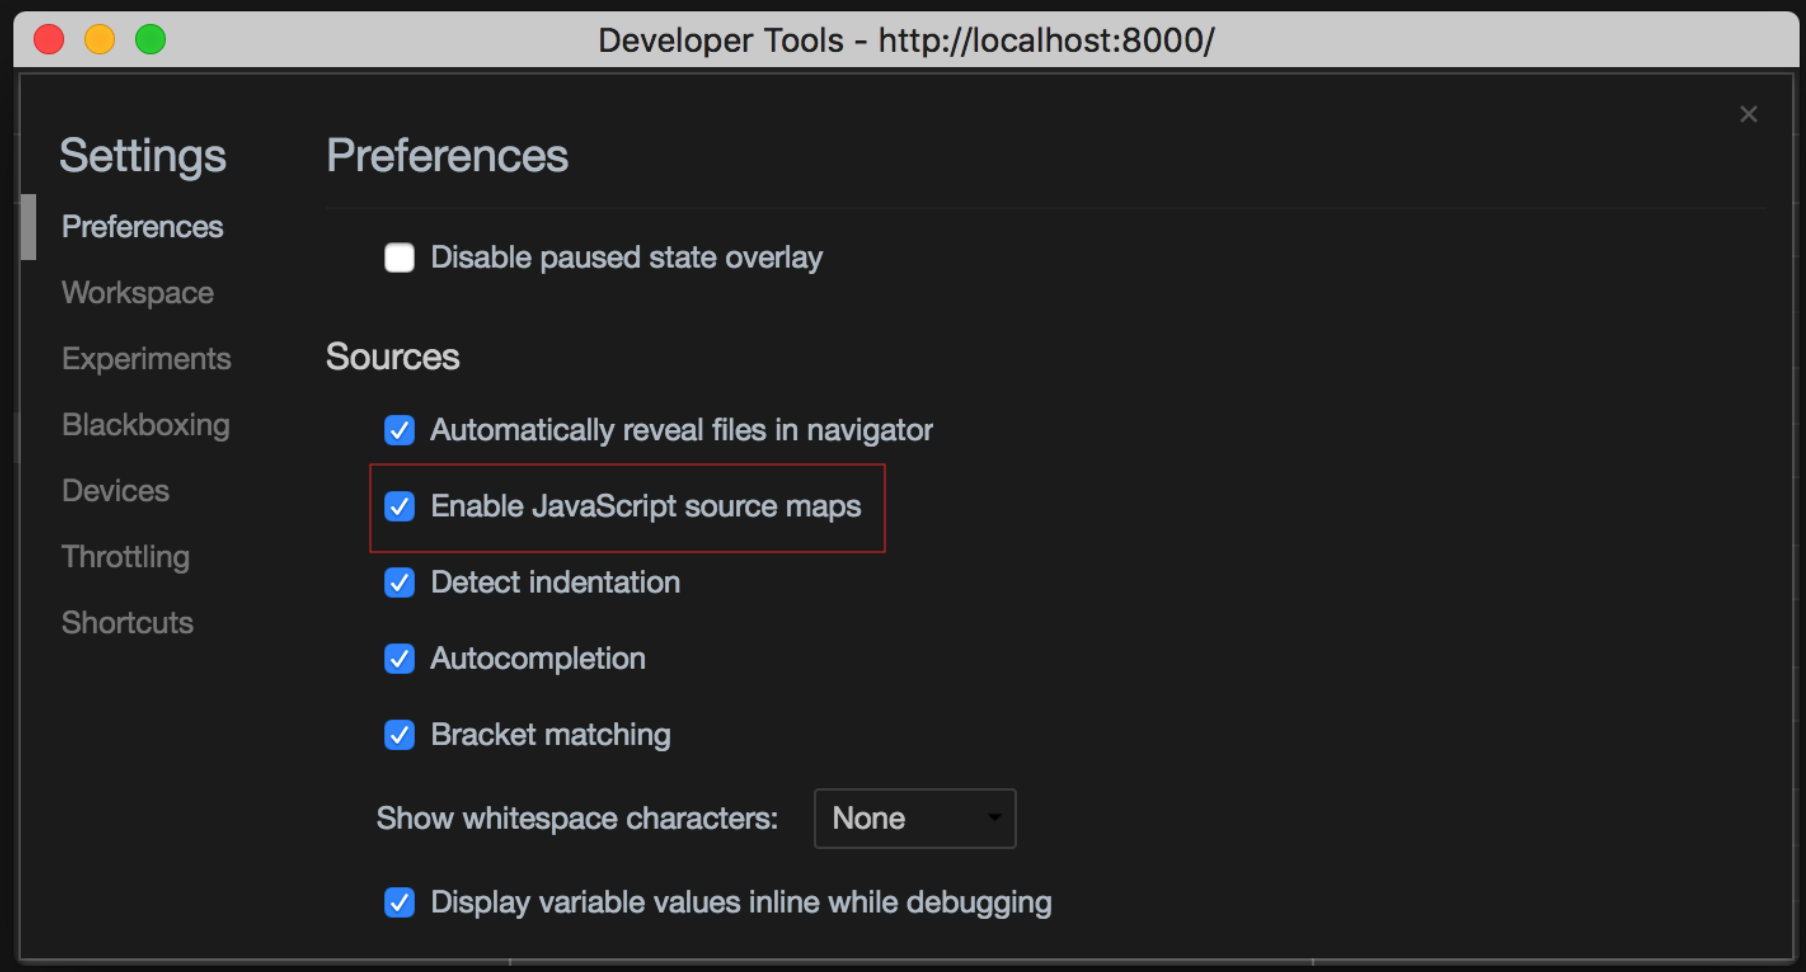 Developer Tools - http://localhost:8000/
Settings
Preferences
Workspace
Experiments
Blackboxing
Devices
Throttling
Shortcuts
Preferences
Disable paused state overlay
Sources
Automatically reveal files in navigator
Enable JavaScript source maps
Detect indentation
Autocompletion
Bracket matching
Show whitespace characters: None
Display variable values inline while debugging